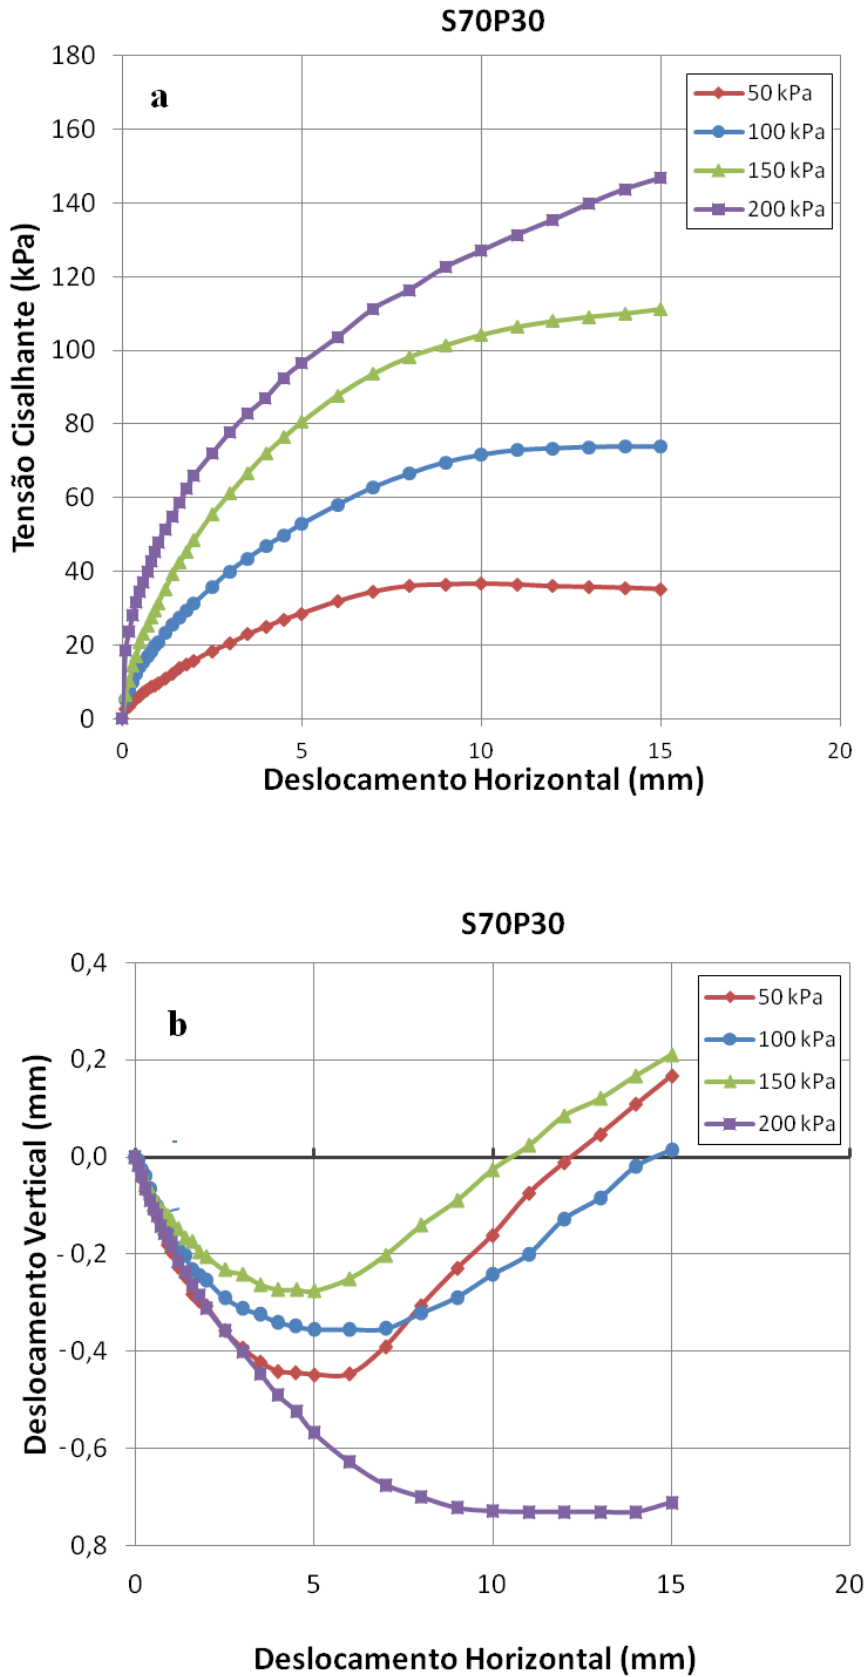 S70P30
180
160
140
120
100
80
60
40
20
0
Tensão Cisalhante (kPa)
a
50 kPa
100 kPa
150 kPa
200 kPa
0 5 10 15 20
Deslocamento Horizontal (mm)
S70P30
0,4
0,2
0,0
-0,2
-0,4
-0,6
0,8
Deslocamento Vertical (mm)
b
50 kPa
100 kPa
150 kPa
200 kPa
0 5 10 15 20
Deslocamento Horizontal (mm)